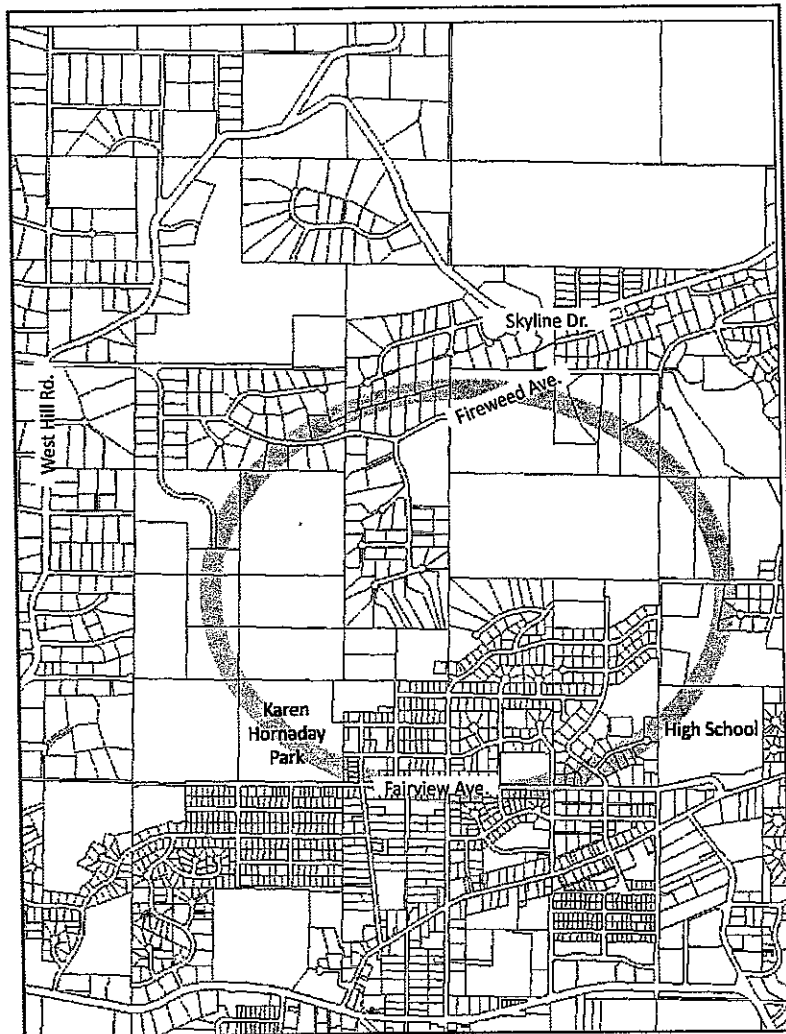 Skyline Dr.
West Hill Rd.
Fireweed Ave.
Karen
Hornaday
Park
High School
Fairview Ave.